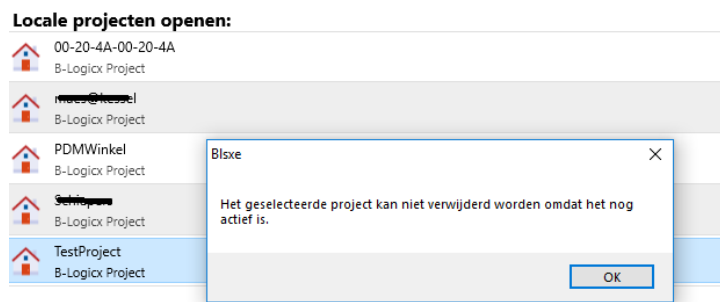 Locale projecten openen:
00-20-4A-00-20-4A
B-Logicx Project
B-Logicx Project
PDMWinkel
B-Logicx Project
B-Logicx Project
TestProject
B-Logicx Project
Blsxe
Het geselecteerde project kan niet verwijderd worden omdat het nog
actief is.
OK